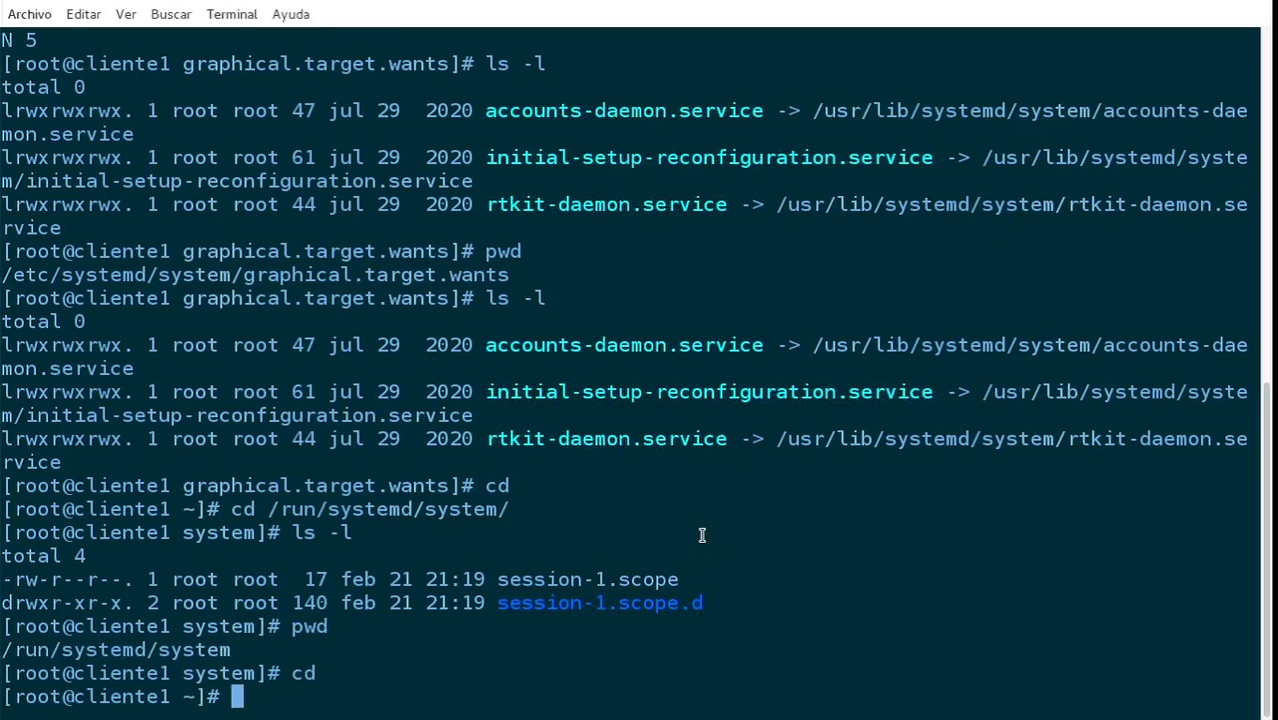 Archivo Editar Ver Buscar Terminal Ayuda
N 5
[root@cliente1 graphical.target.wants]# ls -l
total 0
lrwxrwxrwx. 1 root root 47 jul 29  2020 accounts-daemon.service -> /usr/lib/systemd/system/accounts-dae
mon.service
lrwxrwxrwx. 1 root root 61 jul 29  2020 initial-setup-reconfiguration.service -> /usr/lib/systemd/syste
m/initial-setup-reconfiguration.service
lrwxrwxrwx. 1 root root 44 jul 29  2020 rtkit-daemon.service -> /usr/lib/systemd/system/rtkit-daemon.se
rvice
[root@cliente1 graphical.target.wants]# pwd
/etc/systemd/system/graphical.target.wants
[root@cliente1 graphical.target.wants]# ls -l
total 0
lrwxrwxrwx. 1 root root 47 jul 29  2020 accounts-daemon.service -> /usr/lib/systemd/system/accounts-dae
mon.service
lrwxrwxrwx. 1 root root 61 jul 29  2020 initial-setup-reconfiguration.service -> /usr/lib/systemd/syste
m/initial-setup-reconfiguration.service
lrwxrwxrwx. 1 root root 44 jul 29  2020 rtkit-daemon.service -> /usr/lib/systemd/system/rtkit-daemon.se
rvice
[root@cliente1 graphical.target.wants]# cd
[root@cliente1 ~]# cd /run/systemd/system/
[root@cliente1 system]# ls -l
total 4
-rw-r--r--. 1 root root  17 feb 21 21:19 session-1.scope
drwxr-xr-x. 2 root root 140 feb 21 21:19 session-1.scope.d
[root@cliente1 system]# pwd
/run/systemd/system
[root@cliente1 system]# cd
[root@cliente1 ~]#